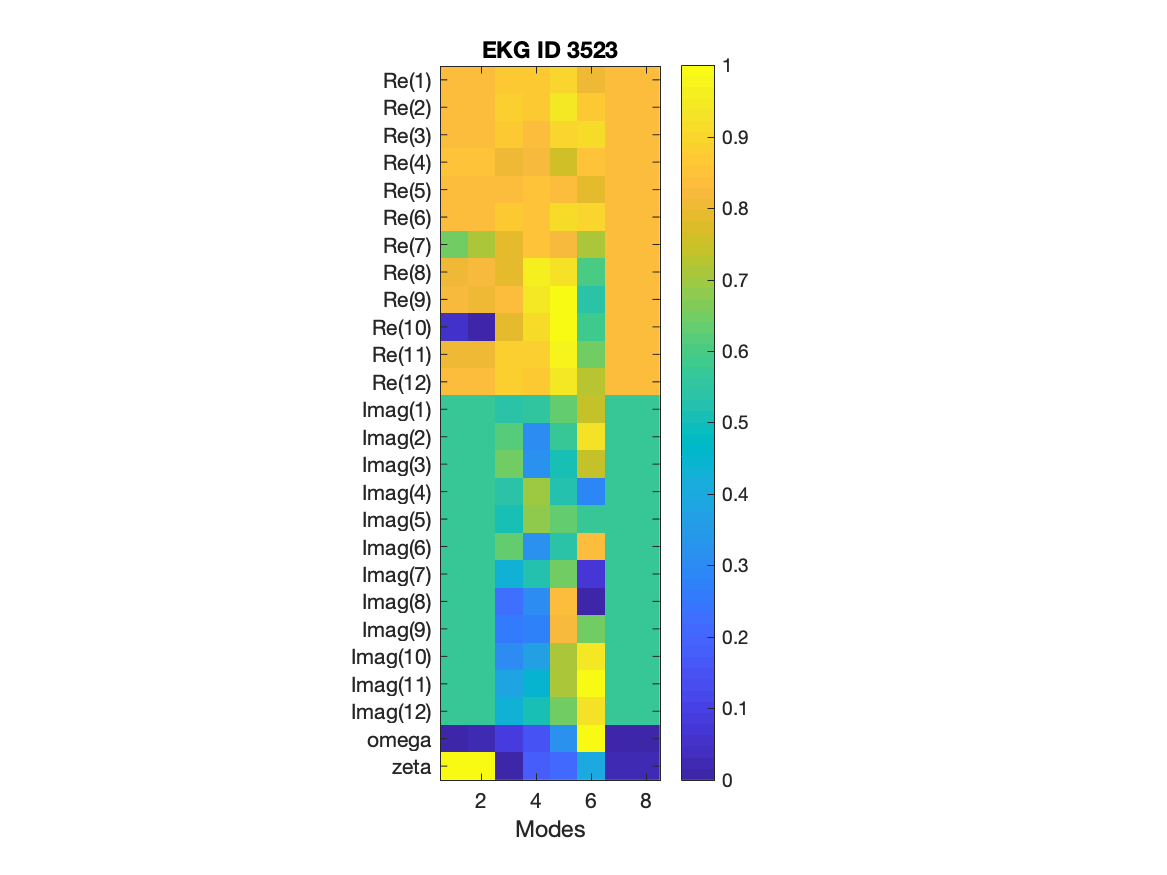 EKG ID 3523
Re(1)
Re(2)
Re(3)
Re(4)
Re(5)
Re(6)
Re(7)
Re(8)
Re(9)
Re(10)
Re(11)
Re(12)
Imag(1)
Imag(2)
Imag(3)
Imag(4)
Imag(5)
Imag(6)
Imag(7)
Imag(8)
Imag(9)
Imag(10)
Imag(11)
Imag(12)
omega
zeta
2 4 6 8
Modes
1
0.9
0.8
0.7
0.6
0.5
0.4
0.3
0.2
0.1
0